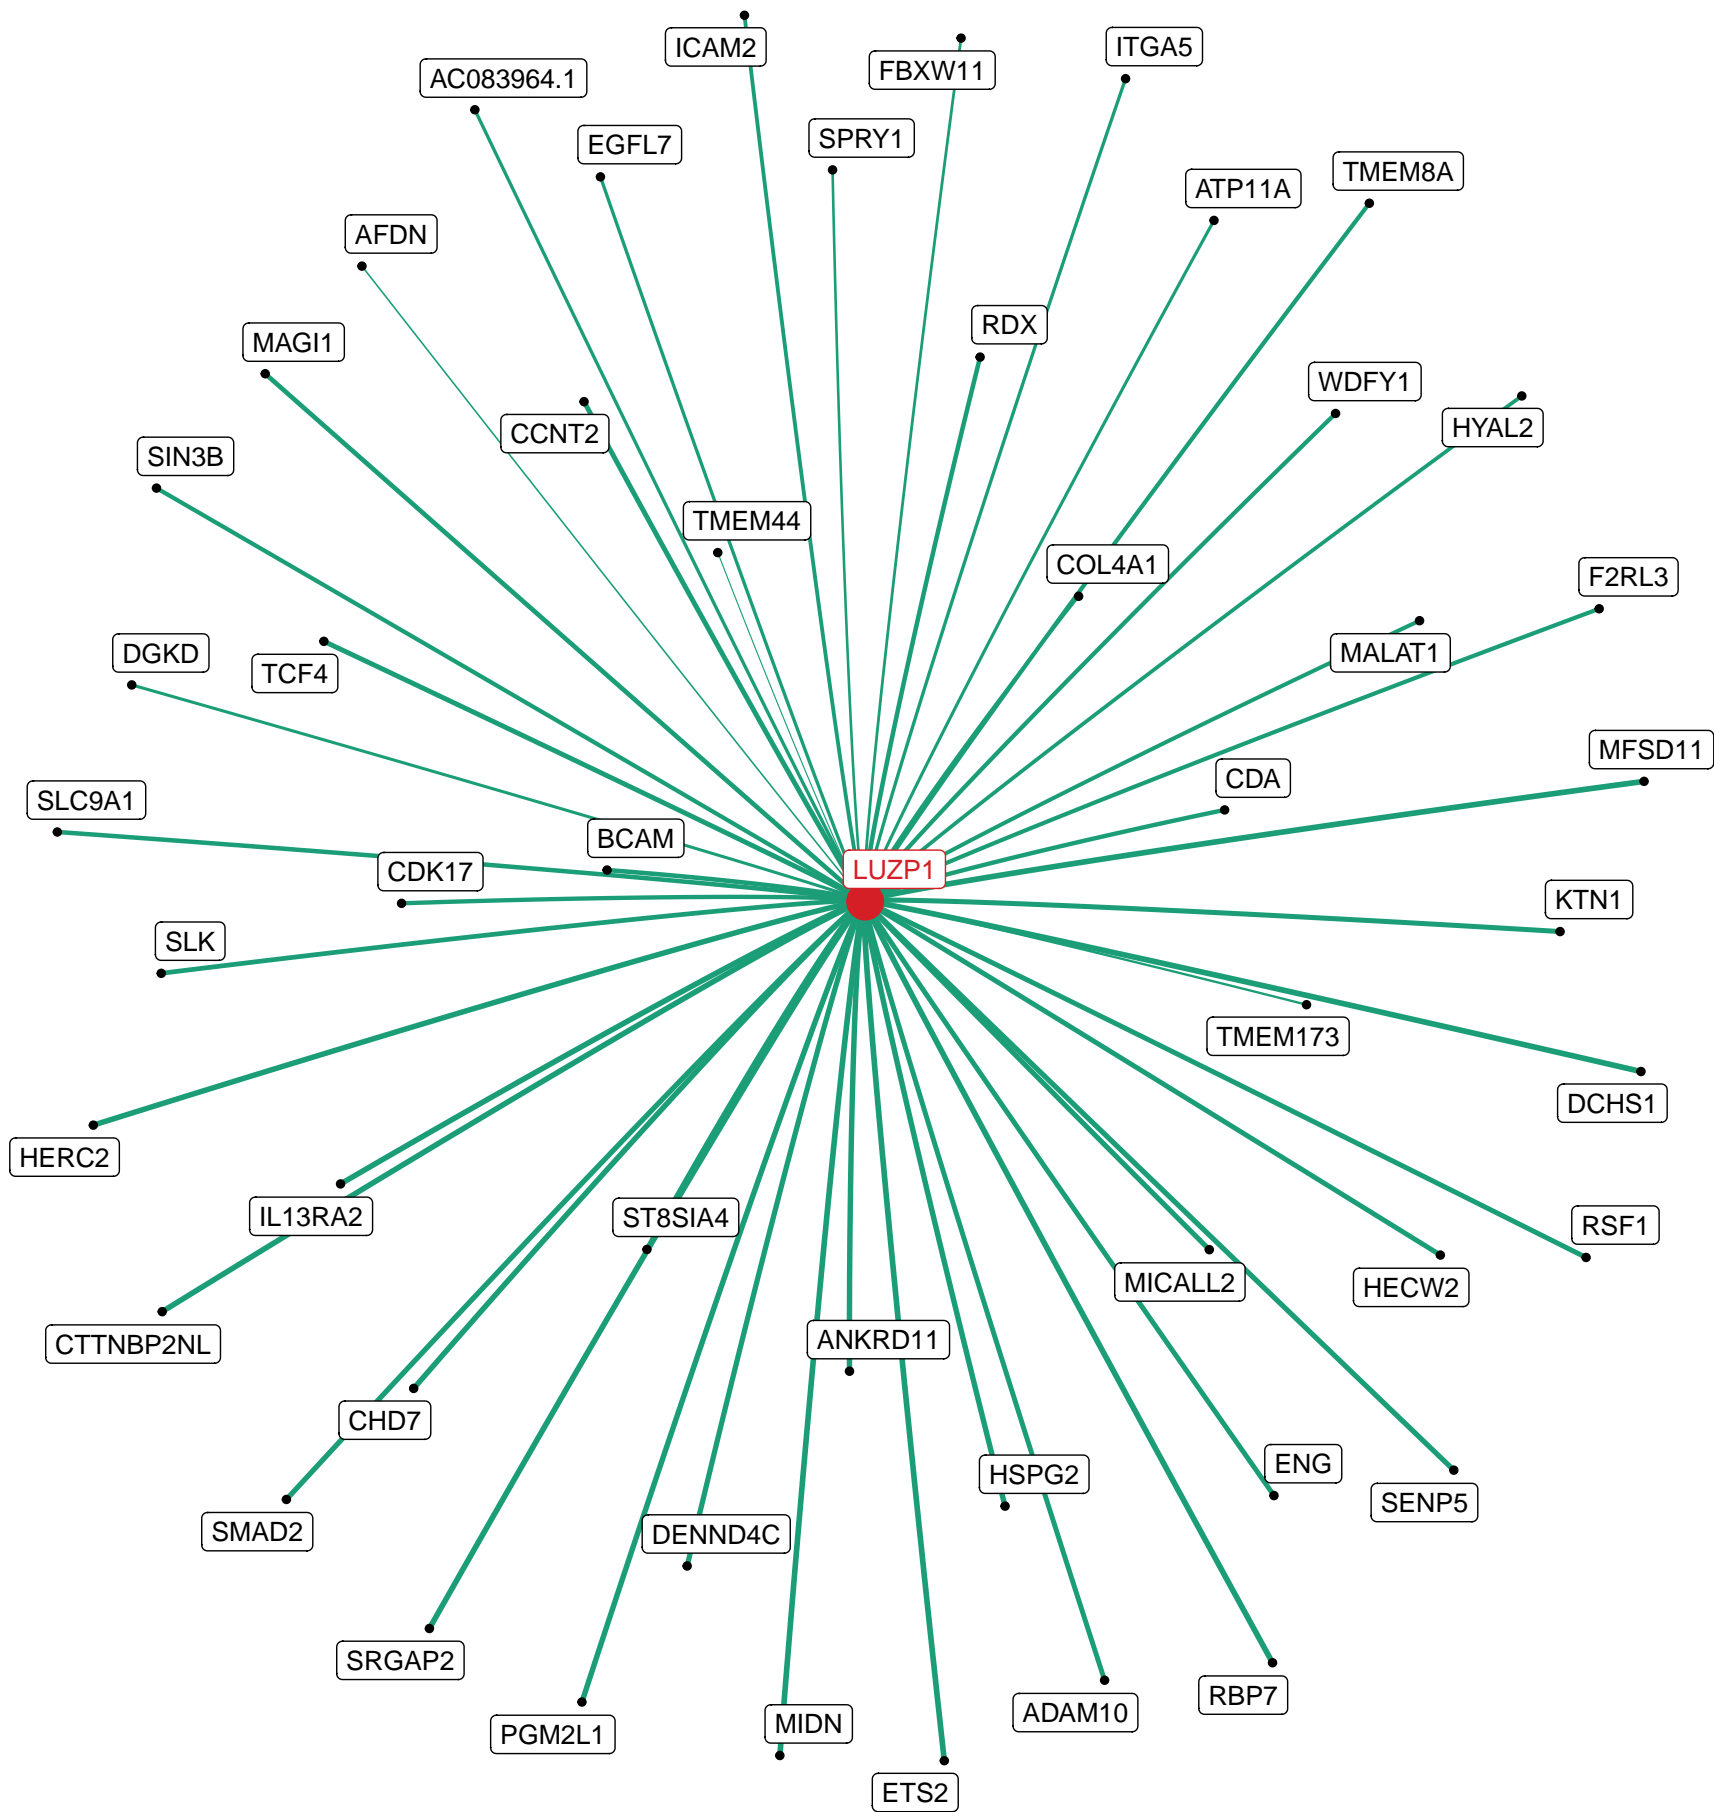 ICAM2
ITGA5
FBXW11
AC083964.1
SPRY1
EGFL7
TMEM8A
ATP11A
AFDN
RDX
MAGI1
WDFY1
HYAL2
CCNT2
SIN3B
TMEM44
COL4A1
F2RL3
MALAT1
DGKD
TCF4
MFSD11
CDA
SLC9A1
BCAM
LUZP1
CDK17
KTN1
SLK
TMEM173
DCHS1
HERC2
IL13RA2
ST8SIA4
RSF1
MICALL2
HECW2
ANKRD11
CTTNBP2NL
CHD7
ENG
HSPG2
SENP5
SMAD2
DENND4C
SRGAP2
RBP7
ADAM10
MIDN
PGM2L1
ETS2